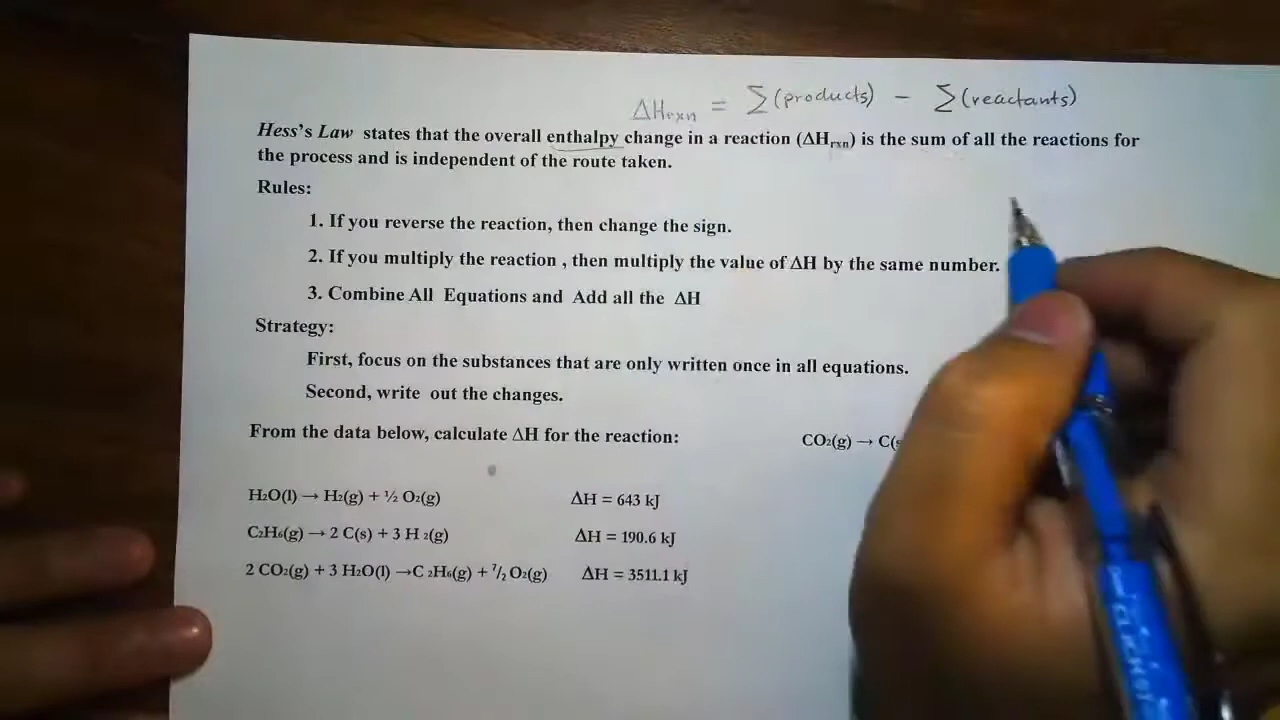 ΔHrxn = ∑(products) - ∑(reactants)
Hess's Law states that the overall enthalpy change in a reaction (ΔHrxn) is the sum of all the reactions for
the process and is independent of the route taken.
Rules:
1. If you reverse the reaction, then change the sign.
2. If you multiply the reaction , then multiply the value of ΔH by the same number.
3. Combine All Equations and Add all the ΔH
Strategy:
First, focus on the substances that are only written once in all equations.
Second, write out the changes.
From the data below, calculate ΔH for the reaction: CO₂(g) → C(
H₂O(l) → H₂(g) + ½ O₂(g) ΔH = 643 kJ
C₂H₆(g) → 2 C(s) + 3 H ₂(g) ΔH = 190.6 kJ
2 CO₂(g) + 3 H₂O(l) →C ₂H₆(g) + ⁷/₂ O₂(g) ΔH = 3511.1 kJ